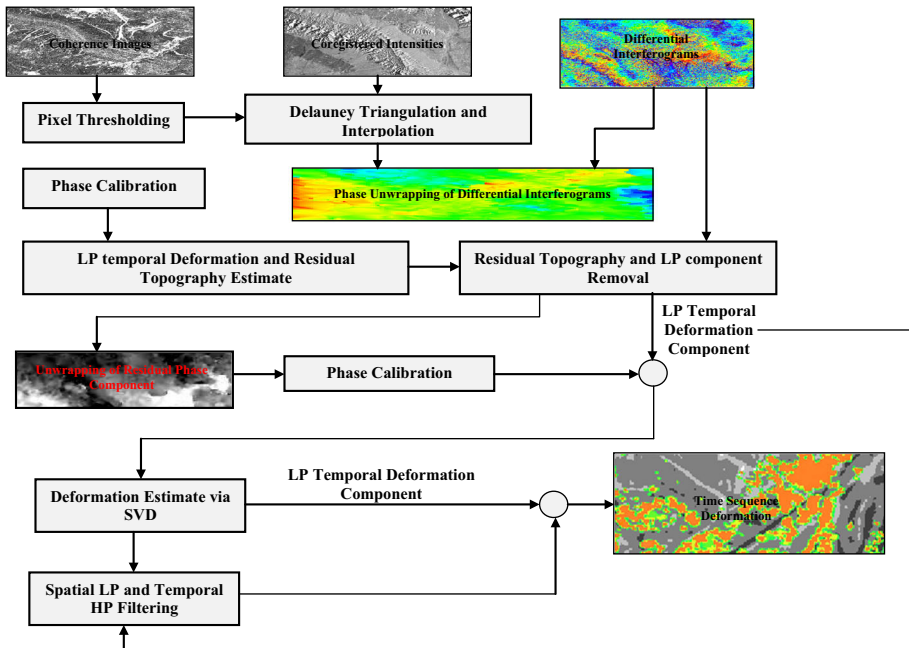 Coherence Images
Coregistered Intensities
Differential
Interferograms
Pixel Thresholding
Delauney Triangulation and
Interpolation
Phase Calibration
Phase Unwrapping of Differential Interferograms
LP temporal Deformation and Residual
Topography Estimate
Residual Topography and LP component
Removal
LP Temporal
Deformation
Component
Unwrapping of Residual Phase
Component
Phase Calibration
LP Temporal Deformation
Component
Deformation Estimate via
SVD
Time Sequence
Deformation
Spatial LP and Temporal
HP Filtering